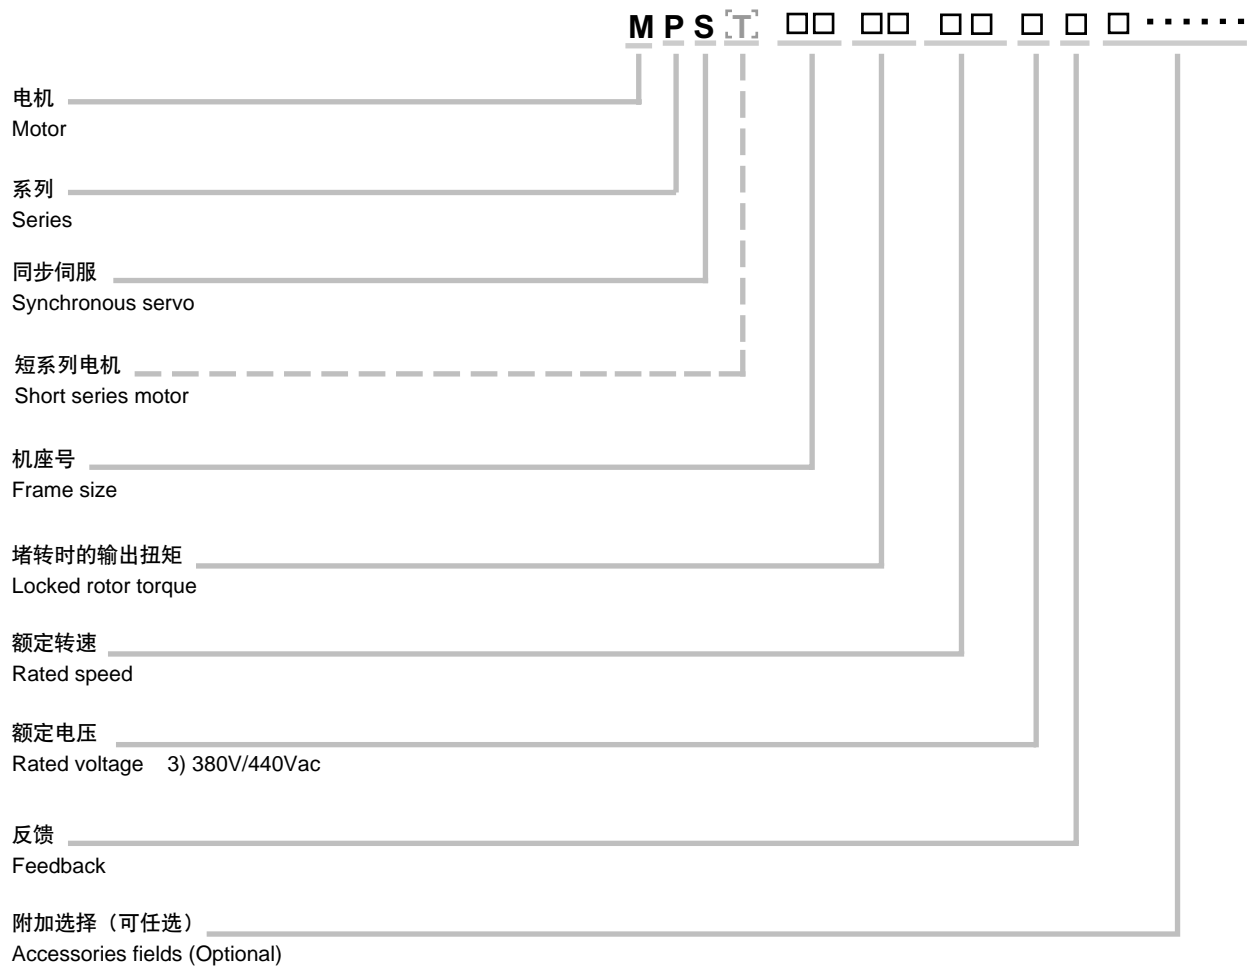 M P S [T] □□ □□ □□ □ □ □ ······
电机
Motor
系列
Series
同步伺服
Synchronous servo
短系列电机
Short series motor
机座号
Frame size
堵转时的输出扭矩
Locked rotor torque
额定转速
Rated speed
额定电压
Rated voltage 3) 380V/440Vac
反馈
Feedback
附加选择（可任选）
Accessories fields (Optional)